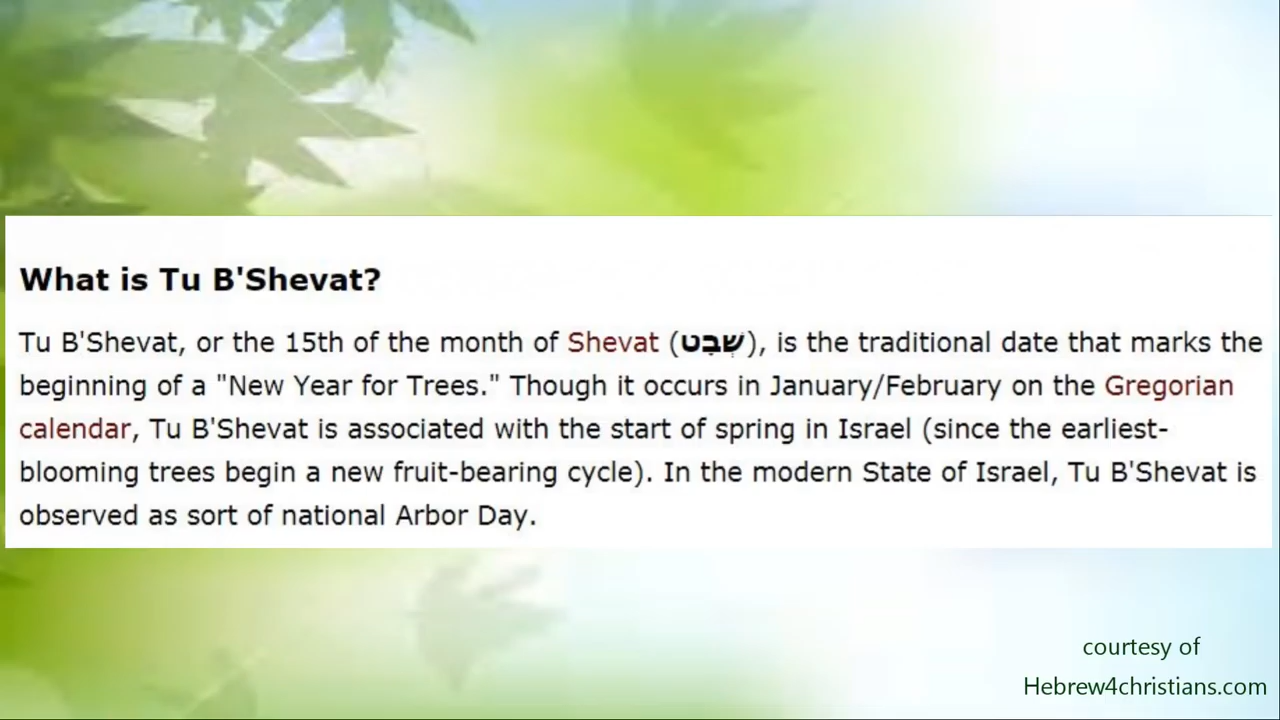 What is Tu B'Shevat?
Tu B'Shevat, or the 15th of the month of Shevat (שְׁבָט), is the traditional date that marks the
beginning of a "New Year for Trees." Though it occurs in January/February on the Gregorian
calendar, Tu B'Shevat is associated with the start of spring in Israel (since the earliest-
blooming trees begin a new fruit-bearing cycle). In the modern State of Israel, Tu B'Shevat is
observed as sort of national Arbor Day.
courtesy of
Hebrew4christians.com